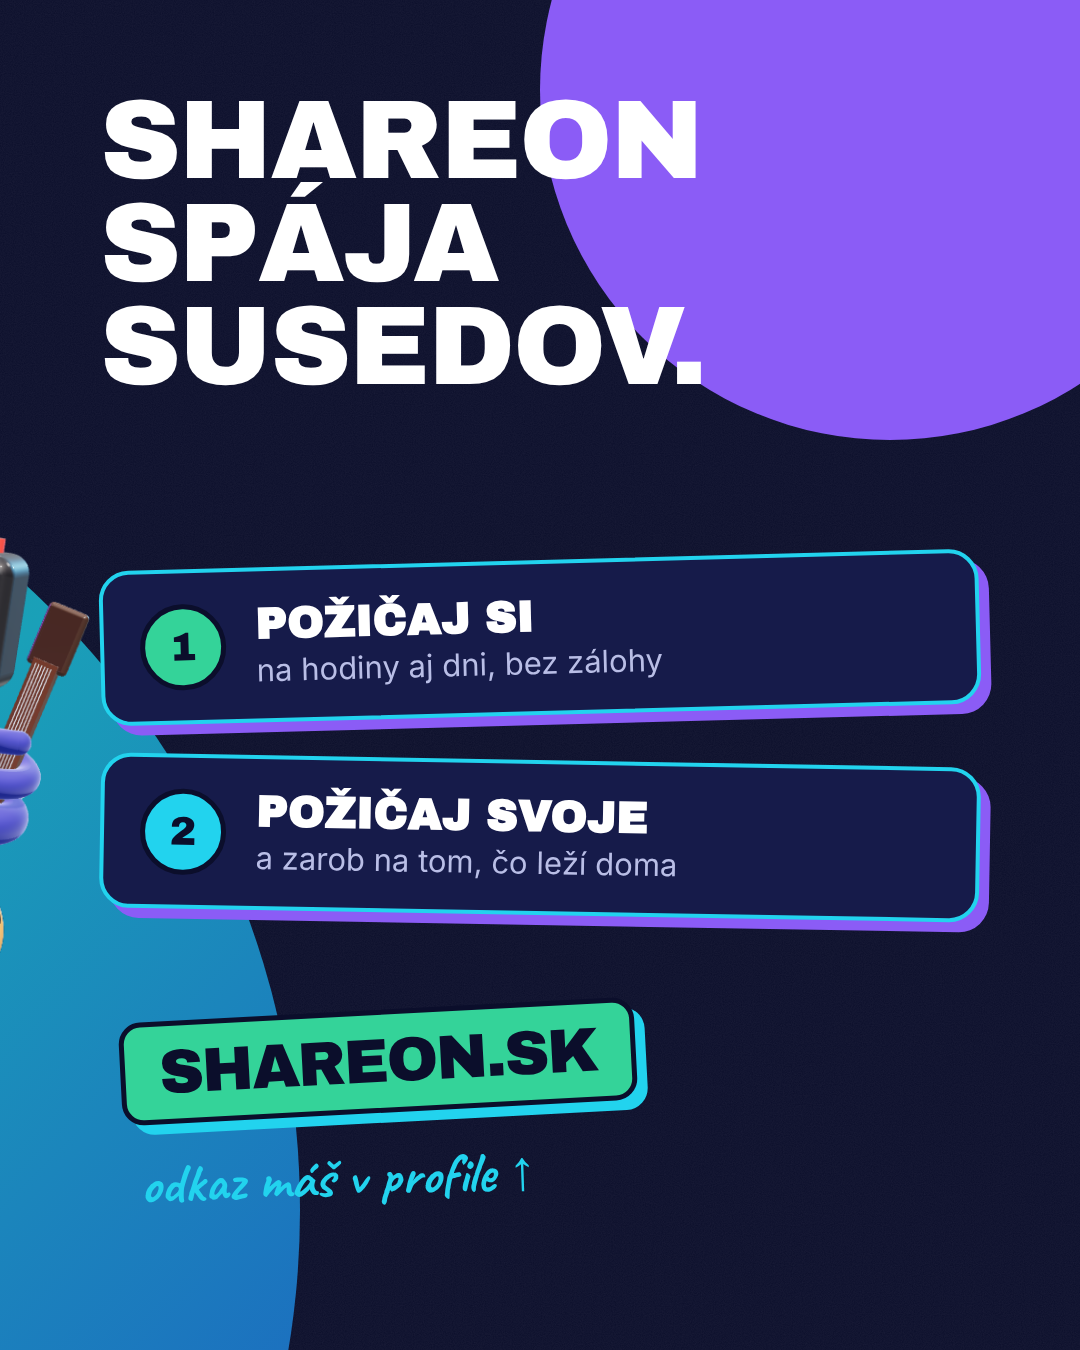 SHAREON
SPÁJA
SUSEDOV.
1
POŽIČAJ SI
na hodiny aj dni, bez zálohy
2
POŽIČAJ SVOJE
a zarob na tom, čo leží doma
SHAREON.SK
odkaz máš v profile ↑